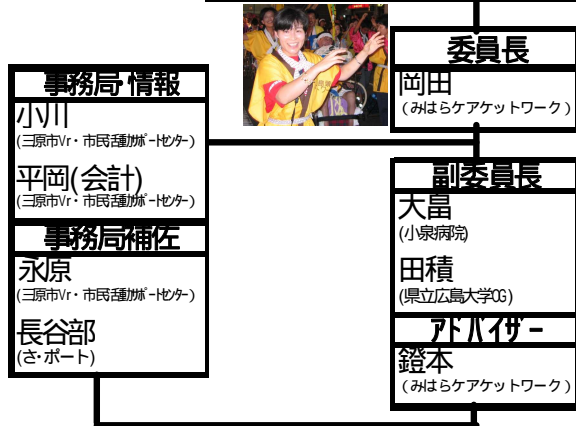 事務局・情報
小川
(三原市Vr・市民活動サポートセンター)
平岡(会計)
(三原市Vr・市民活動サポートセンター)
事務局補佐
永原
(三原市Vr・市民活動サポートセンター)
長谷部
(さ・ポート)
委員長
岡田
(みはらケアケットワーク)
副委員長
大畠
(小泉病院)
田積
(県立広島大学OG)
アドバイザー
鐙本
(みはらケアケットワーク)